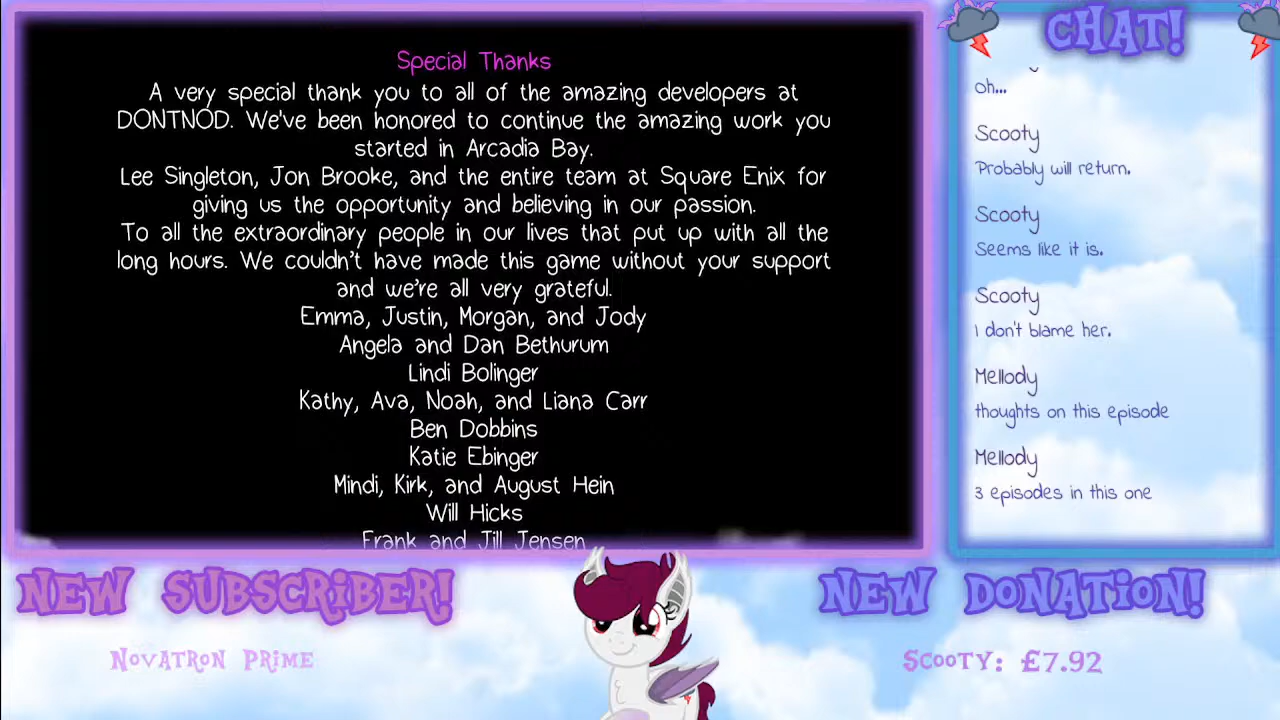 Special Thanks
A very special thank you to all of the amazing developers at
DONTNOD. We've been honored to continue the amazing work you
started in Arcadia Bay.
Lee Singleton, Jon Brooke, and the entire team at Square Enix for
giving us the opportunity and believing in our passion.
To all the extraordinary people in our lives that put up with all the
long hours. We couldn't have made this game without your support
and we're all very grateful.
Emma, Justin, Morgan, and Jody
Angela and Dan Bethurum
Lindi Bolinger
Kathy, Ava, Noah, and Liana Carr
Ben Dobbins
Katie Ebinger
Mindi, Kirk, and August Hein
Will Hicks
Frank and Jill Jensen
CHAT!
oh...
Scooty
Probably will return.
Scooty
Seems like it is.
Scooty
I don't blame her.
Mellody
thoughts on this episode
Mellody
3 episodes in this one
NEW SUBSCRIBER!
Novatron Prime
NEW DONATION!
Scooty: £7.92